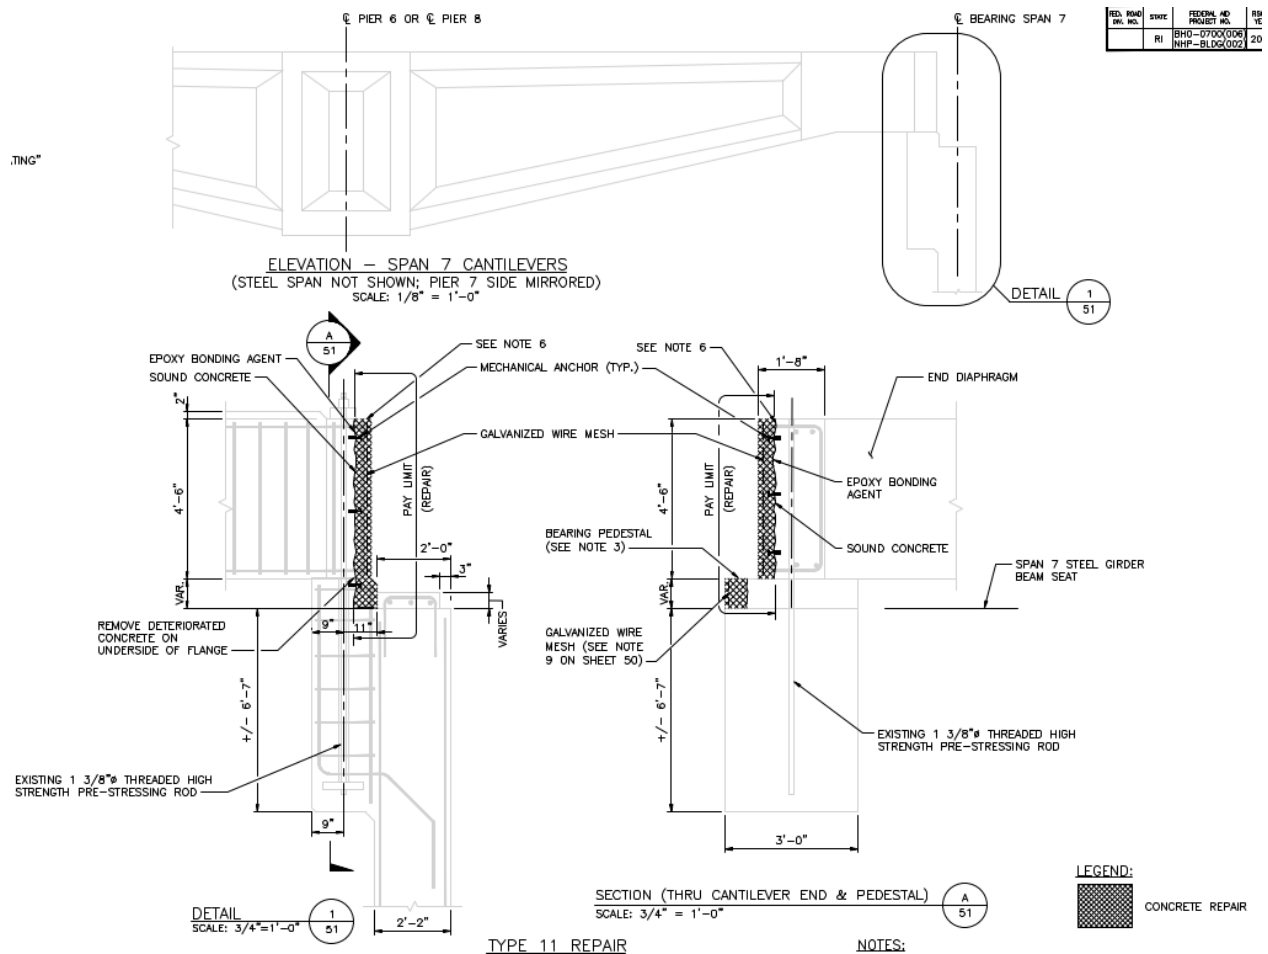 ℄ PIER 6 OR ℄ PIER 8
℄ BEARING SPAN 7
FED. ROAD DIV. NO.
STATE
FEDERAL AID PROJECT NO.
RI
BHO-0700(006)
NHP-BLDG(002)
20
.TING"
ELEVATION - SPAN 7 CANTILEVERS
(STEEL SPAN NOT SHOWN; PIER 7 SIDE MIRRORED)
SCALE: 1/8" = 1'-0"
DETAIL
1
51
A
51
EPOXY BONDING AGENT
SOUND CONCRETE
SEE NOTE 6
MECHANICAL ANCHOR (TYP.)
GALVANIZED WIRE MESH
2"
4'-6"
VAR.
PAY LIMIT
(REPAIR)
2'-0"
3"
VARIES
9"
11"
REMOVE DETERIORATED
CONCRETE ON
UNDERSIDE OF FLANGE
+/- 6'-7"
EXISTING 1 3/8"ø THREADED HIGH
STRENGTH PRE-STRESSING ROD
9"
2'-2"
DETAIL
SCALE: 3/4"=1'-0"
1
51
SEE NOTE 6
1'-8"
END DIAPHRAGM
4'-6"
PAY LIMIT
(REPAIR)
EPOXY BONDING
AGENT
SOUND CONCRETE
BEARING PEDESTAL
(SEE NOTE 3)
VAR.
SPAN 7 STEEL GIRDER
BEAM SEAT
GALVANIZED WIRE
MESH (SEE NOTE
9 ON SHEET 50)
+/- 6'-7"
EXISTING 1 3/8"ø THREADED HIGH
STRENGTH PRE-STRESSING ROD
3'-0"
SECTION (THRU CANTILEVER END & PEDESTAL)
SCALE: 3/4" = 1'-0"
A
51
LEGEND:
CONCRETE REPAIR
TYPE 11 REPAIR
NOTES: